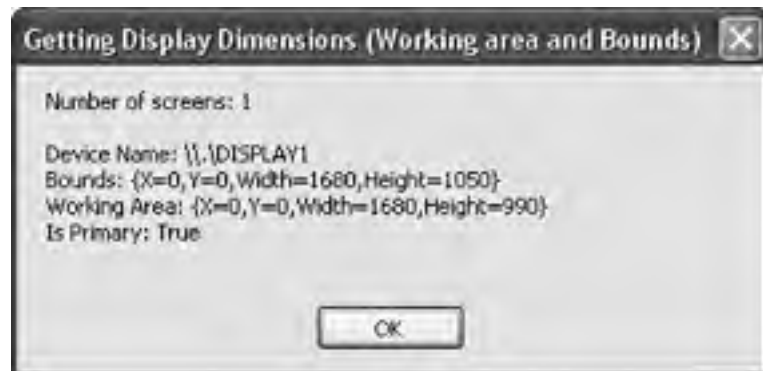 Getting Display Dimensions (Working area and Bounds)
Number of screens: 1
Device Name: \\.\DISPLAY1
Bounds: {X=0,Y=0,Width=1680,Height=1050}
Working Area: {X=0,Y=0,Width=1680,Height=990}
Is Primary: True
OK